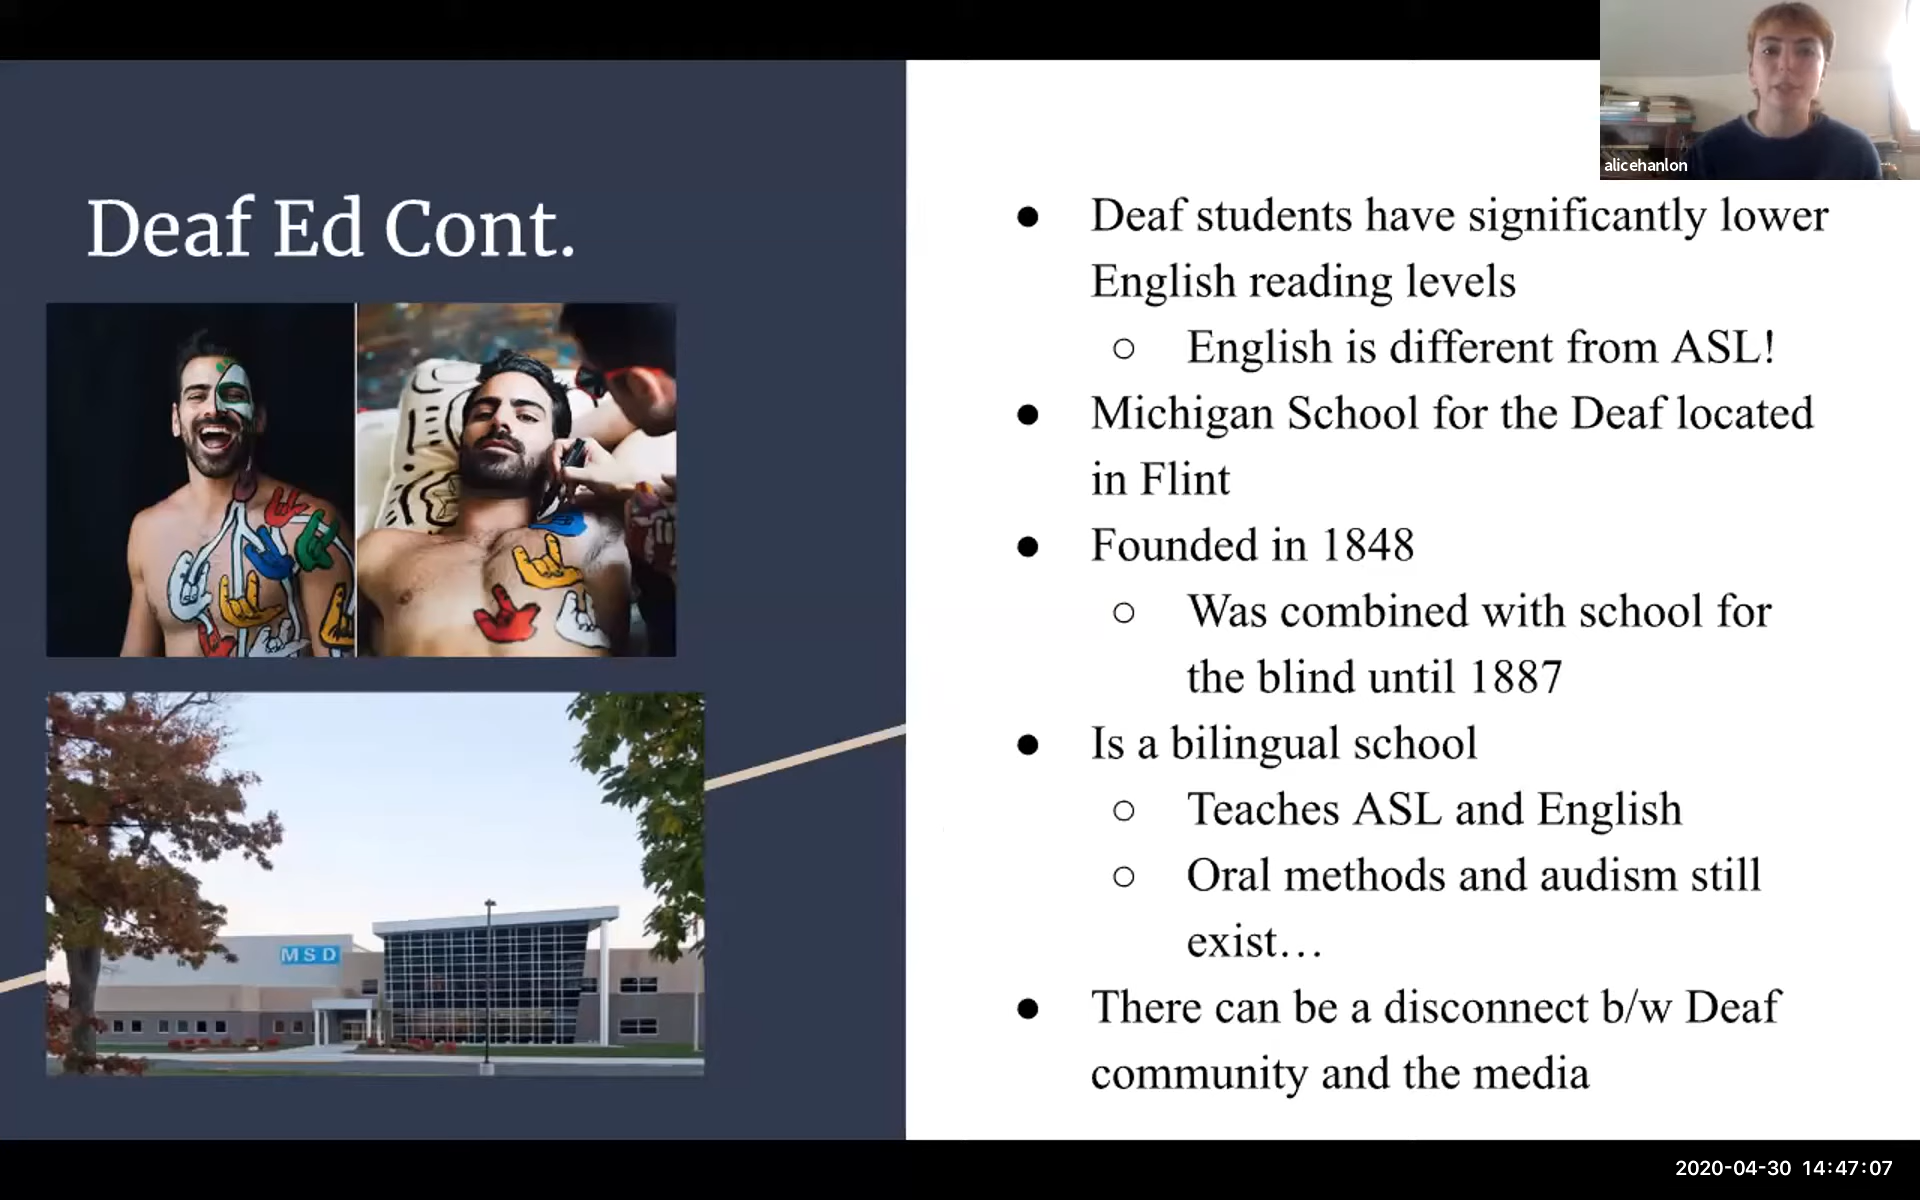 alicehanlon
Deaf Ed Cont.
MSD
● Deaf students have significantly lower
English reading levels
○ English is different from ASL!
● Michigan School for the Deaf located
in Flint
● Founded in 1848
○ Was combined with school for
the blind until 1887
● Is a bilingual school
○ Teaches ASL and English
○ Oral methods and audism still
exist…
● There can be a disconnect b/w Deaf
community and the media
2020-04-30 14:47:07